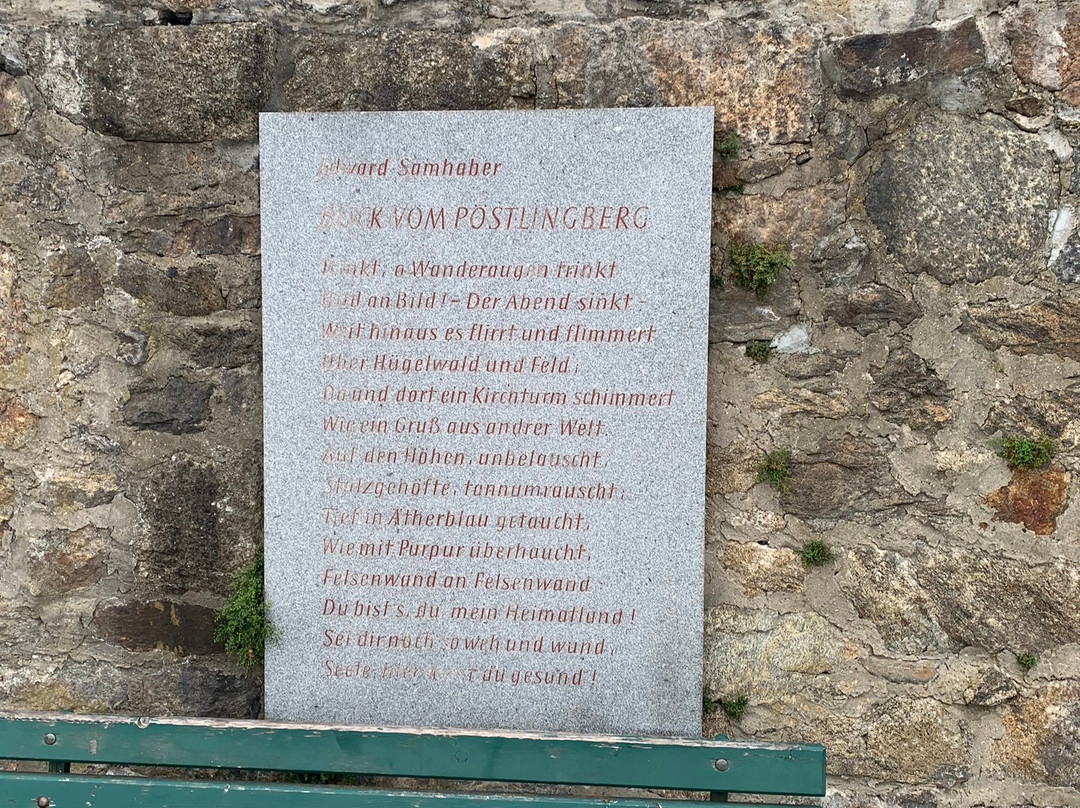 Edward Samhaber
BLICK VOM PÖSTLINGBERG
Trinkt, o Wanderaugen trinkt
Bild an Bild! – Der Abend sinkt –
Weit hinaus es flirrt und flimmert
Über Hügelwald und Feld,
Da und dort ein Kirchturm schimmert
Wie ein Gruß aus andrer Welt.
Auf den Höhen, unbelauscht,
Stolzgehöfte, tannumrauscht,
Tief in Ätherblau getaucht,
Wie mit Purpur überhaucht,
Felsenwand an Felsenwand
Du bist's, du mein Heimatland!
Sei dir noch so weh und wund,
Seele, hier wirst du gesund!